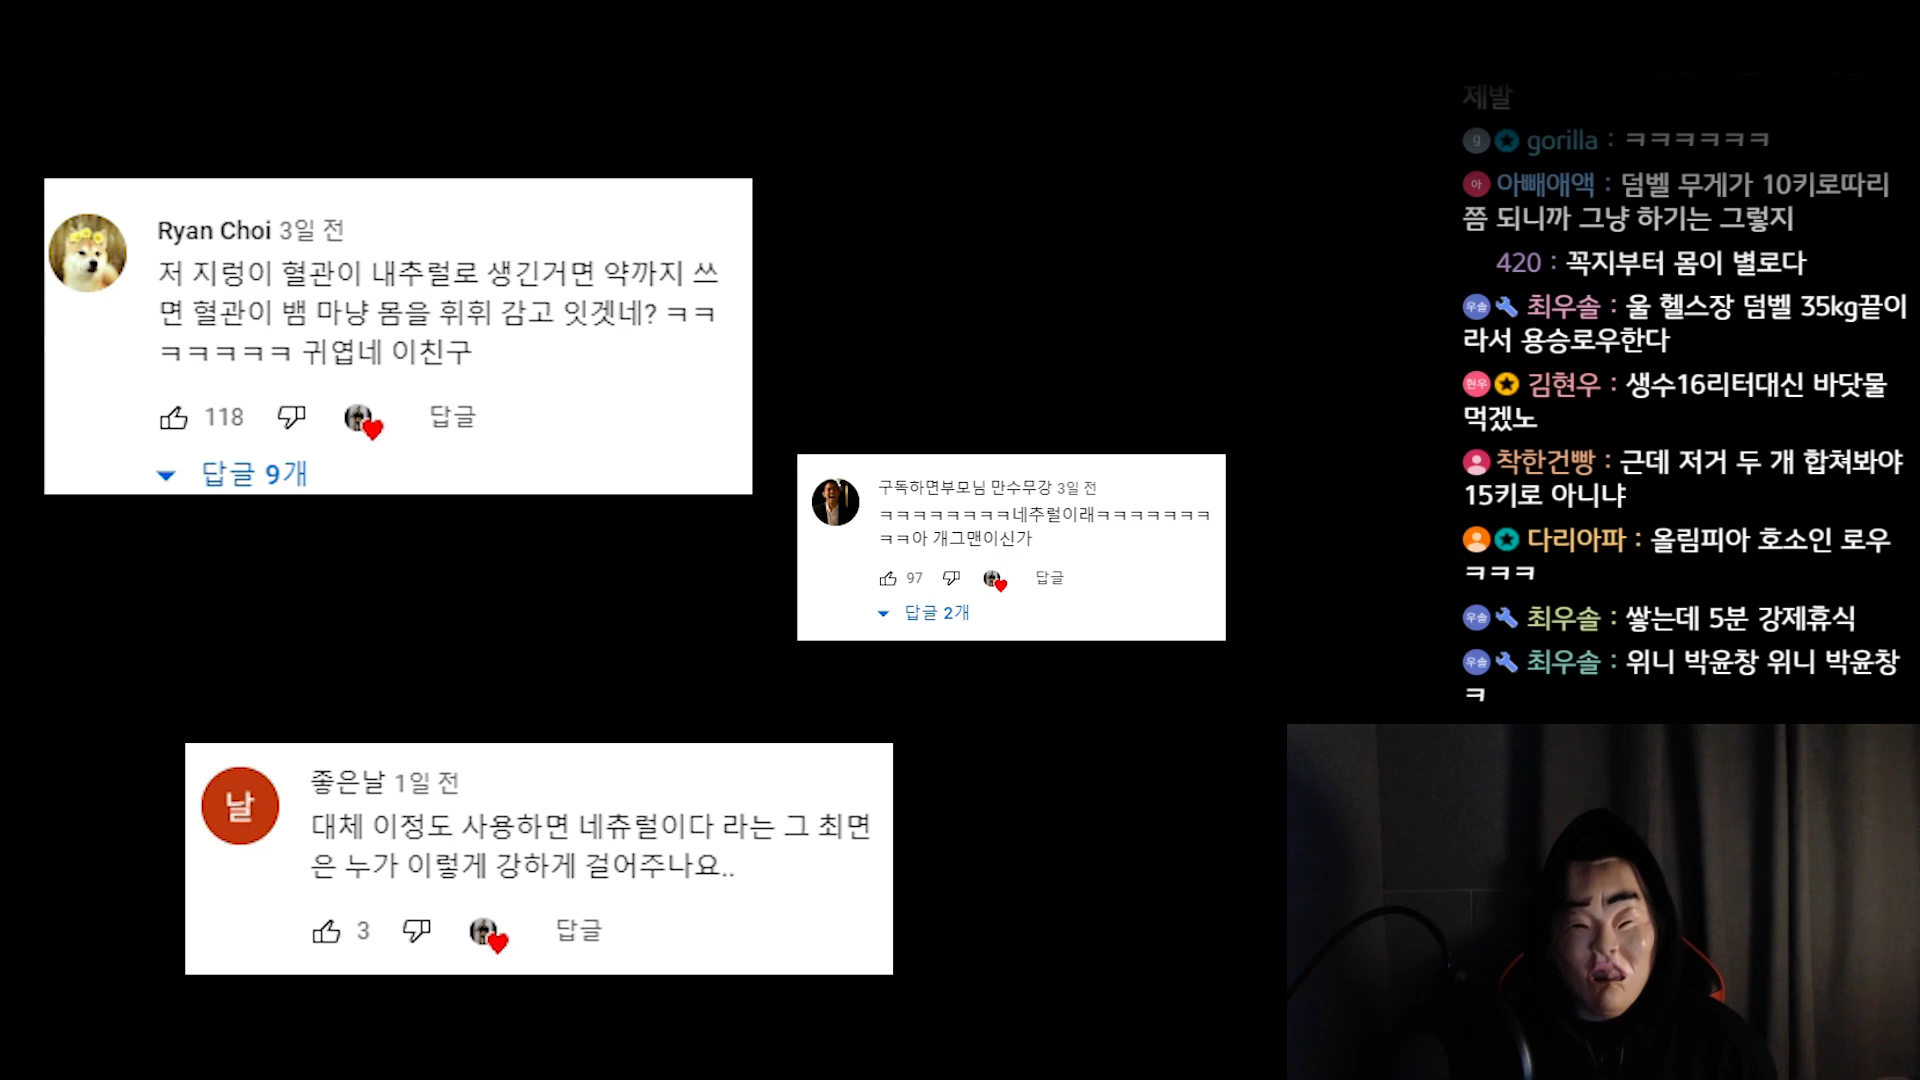 Ryan Choi 3일 전
저 지렁이 혈관이 내추럴로 생긴거면 약까지 쓰
면 혈관이 뱀 마냥 몸을 휘휘 감고 잇겟네? ㅋㅋ
ㅋㅋㅋㅋㅋ 귀엽네 이친구
118 답글
답글 9개
구독하면부모님 만수무강 3일 전
ㅋㅋㅋㅋㅋㅋㅋㅋ네추럴이래ㅋㅋㅋㅋㅋㅋㅋ
ㅋㅋ아 개그맨이신가
97 답글
답글 2개
날
좋은날 1일 전
대체 이정도 사용하면 네츄럴이다 라는 그 최면
은 누가 이렇게 강하게 걸어주나요..
3 답글
제발
g gorilla : ㅋㅋㅋㅋㅋㅋ
아 아빼애액 : 덤벨 무게가 10키로따리
쯤 되니까 그냥 하기는 그렇지
420 : 꼭지부터 몸이 별로다
우솔 최우솔 : 울 헬스장 덤벨 35kg끝이
라서 용승로우한다
현우 김현우 : 생수16리터대신 바닷물
먹겠노
착한건빵 : 근데 저거 두 개 합쳐봐야
15키로 아니냐
다리아파 : 올림피아 호소인 로우
ㅋㅋㅋ
우솔 최우솔 : 쌓는데 5분 강제휴식
우솔 최우솔 : 위니 박윤창 위니 박윤창
ㅋ